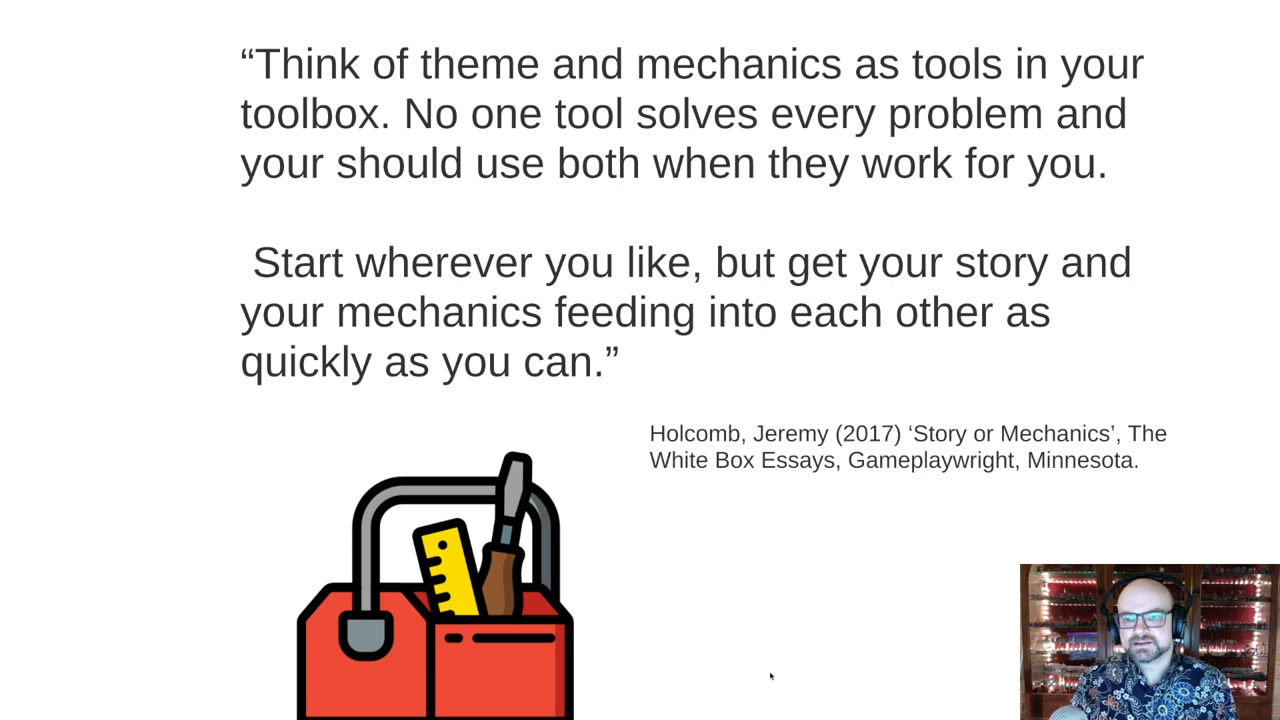 “Think of theme and mechanics as tools in your
toolbox. No one tool solves every problem and
your should use both when they work for you.
Start wherever you like, but get your story and
your mechanics feeding into each other as
quickly as you can.”
Holcomb, Jeremy (2017) ‘Story or Mechanics’, The
White Box Essays, Gameplaywright, Minnesota.